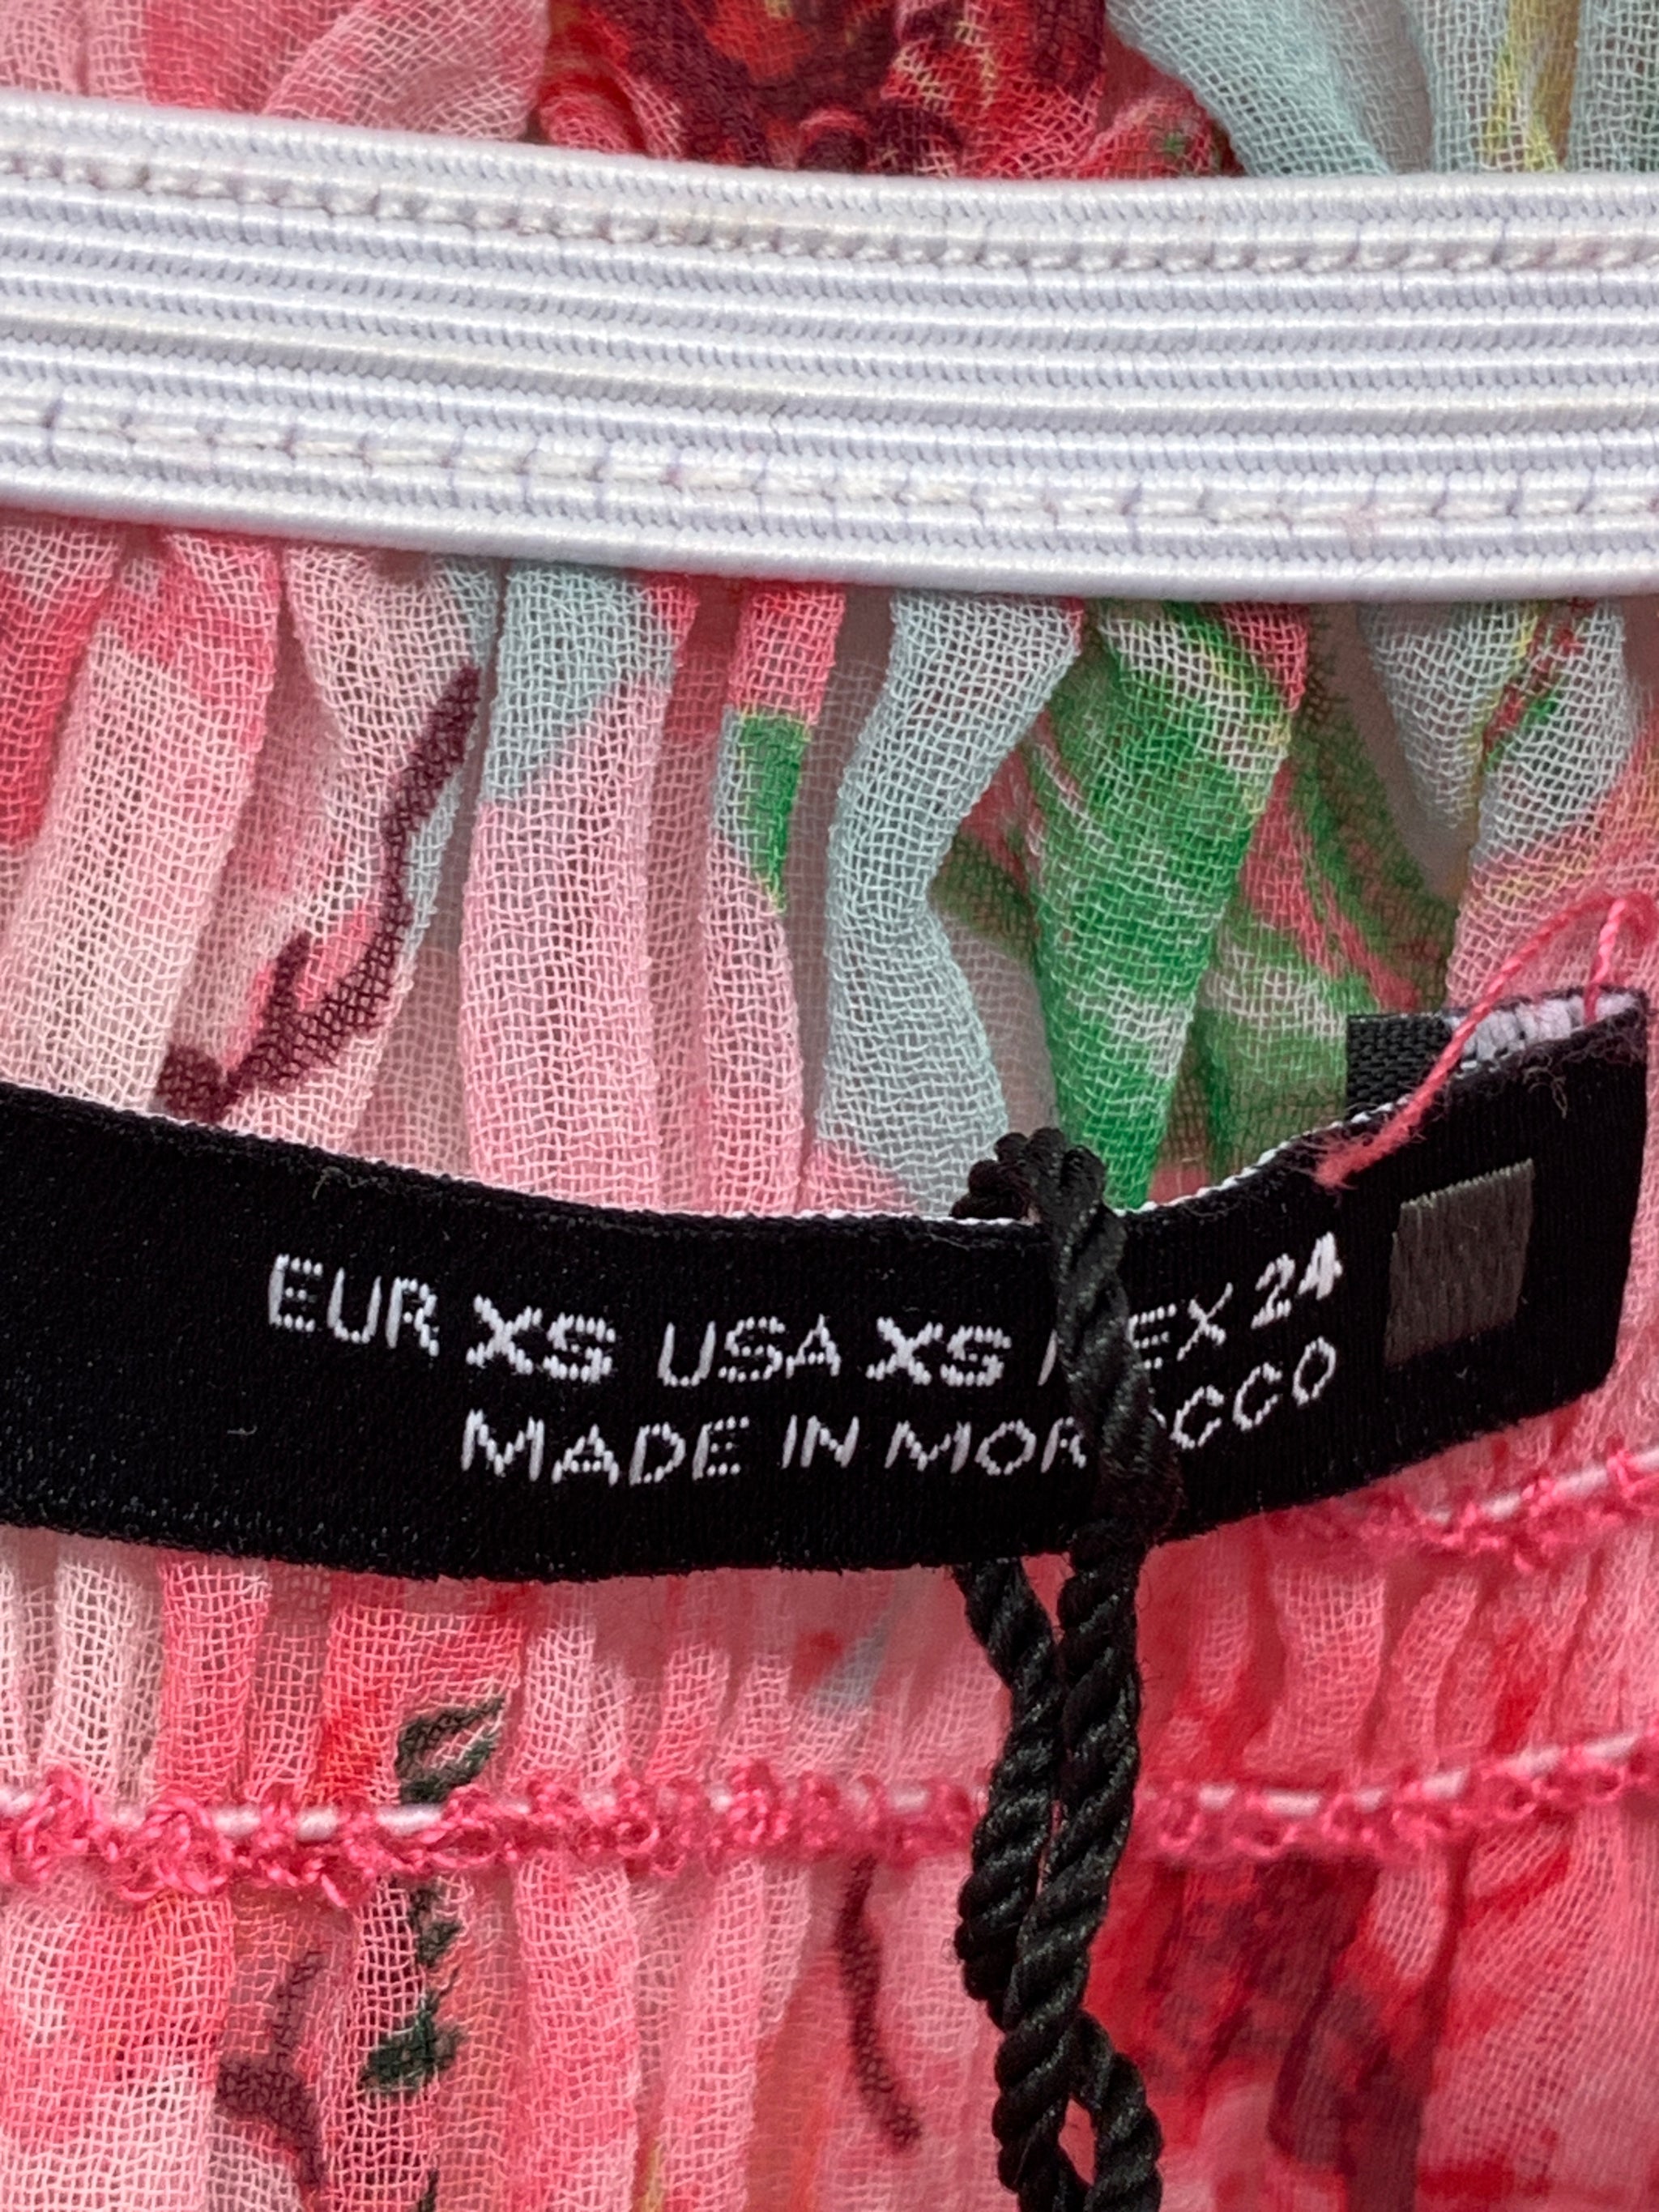 EUR XS USA XS MEX 24
MADE IN MOROCCO